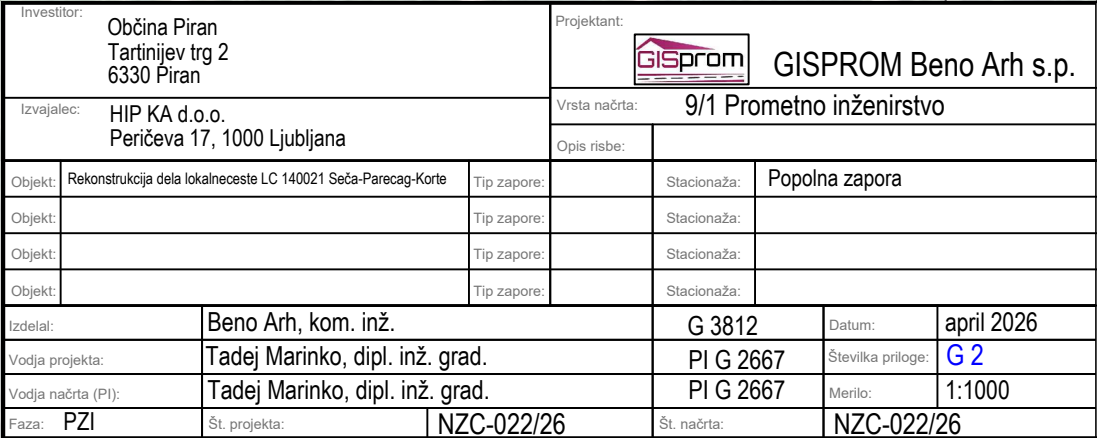 Investitor:
Občina Piran
Tartinijev trg 2
6330 Piran
Projektant:
GISprom
GISPROM Beno Arh s.p.
Izvajalec:
HIP KA d.o.o.
Peričeva 17, 1000 Ljubljana
Vrsta načrta: 9/1 Prometno inženirstvo
Opis risbe:
Objekt: Rekonstrukcija dela lokalneceste LC 140021 Seča-Parecag-Korte Tip zapore: Stacionaža: Popolna zapora
Objekt: Tip zapore: Stacionaža:
Objekt: Tip zapore: Stacionaža:
Objekt: Tip zapore: Stacionaža:
Izdelal: Beno Arh, kom. inž. G 3812 Datum: april 2026
Vodja projekta: Tadej Marinko, dipl. inž. grad. PI G 2667 Številka priloge: G 2
Vodja načrta (PI): Tadej Marinko, dipl. inž. grad. PI G 2667 Merilo: 1:1000
Faza: PZI Št. projekta: NZC-022/26 Št. načrta: NZC-022/26